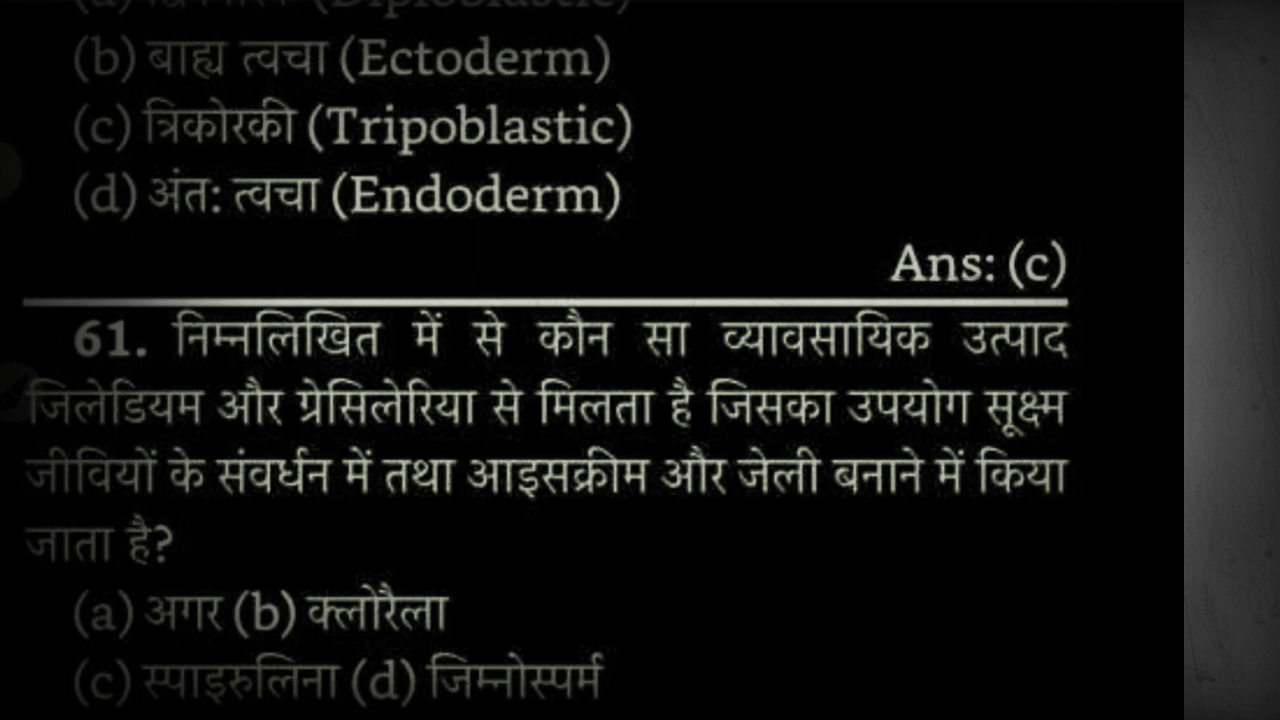 (Diploblastic)
(b) बाह्य त्वचा (Ectoderm)
(c) त्रिकोरकी (Tripoblastic)
(d) अंत: त्वचा (Endoderm)
Ans: (c)
61. निम्नलिखित में से कौन सा व्यावसायिक उत्पाद
जिलेडियम और ग्रेसिलेरिया से मिलता है जिसका उपयोग सूक्ष्म
जीवियों के संवर्धन में तथा आइसक्रीम और जेली बनाने में किया
जाता है?
(a) अगर (b) क्लोरैला
(c) स्पाइरुलिना (d) जिम्नोस्पर्म